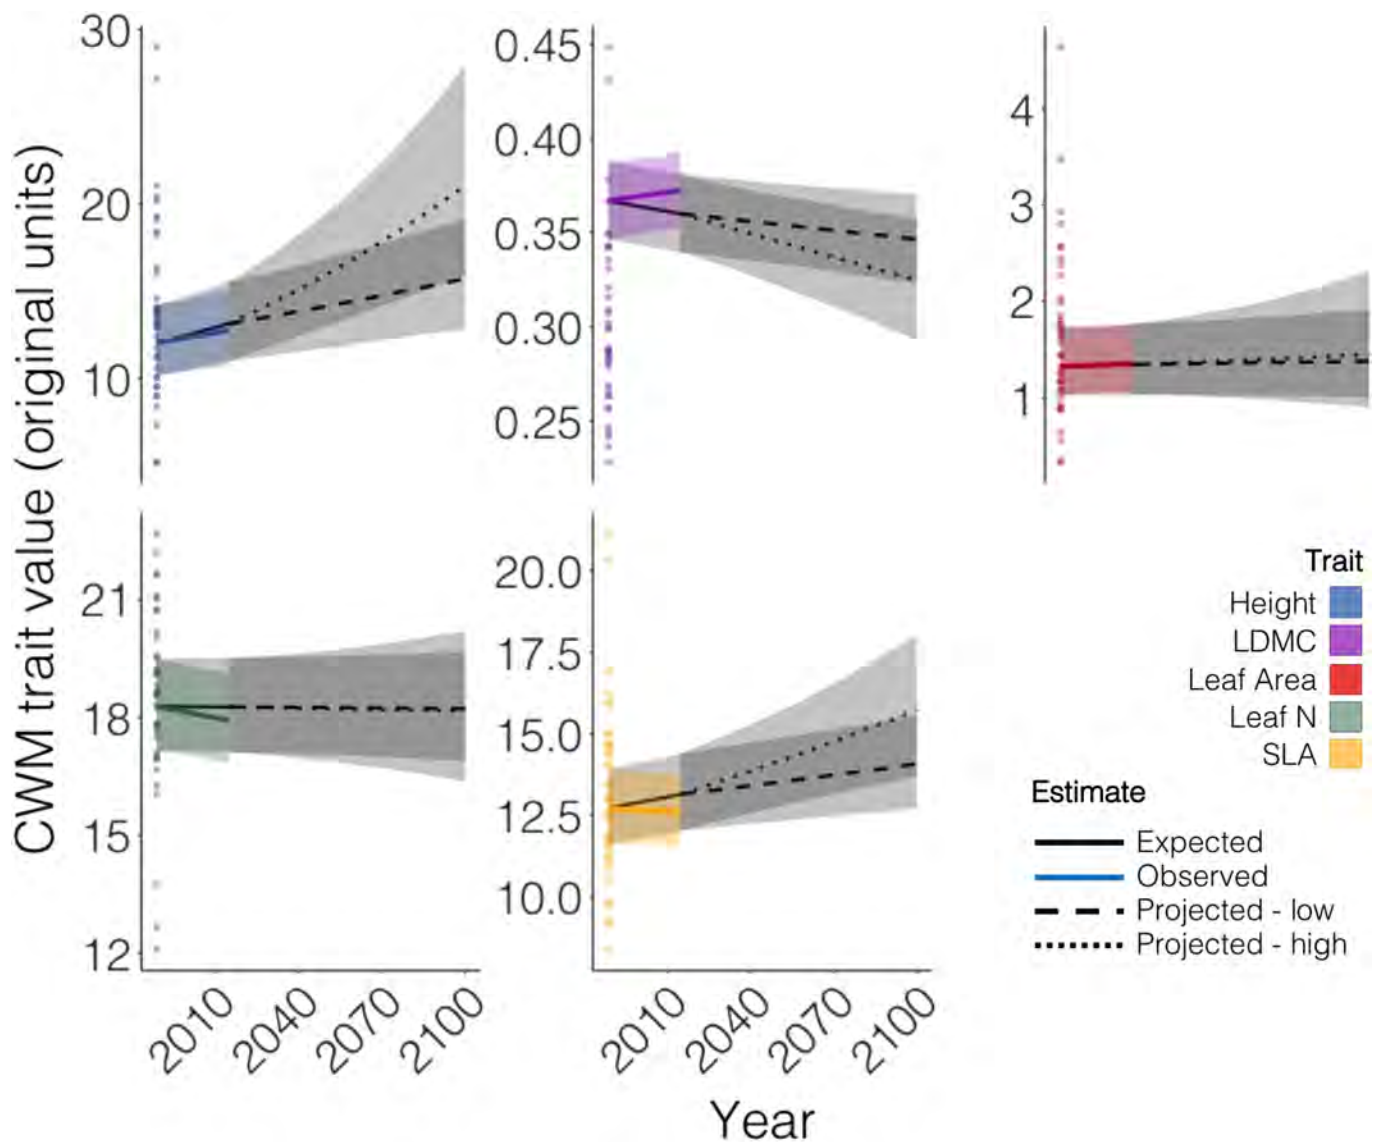 CWM trait value (original units)
30
20
10
0.45
0.40
0.35
0.30
0.25
4
3
2
1
21
18
15
12
20.0
17.5
15.0
12.5
10.0
2010
2040
2070
2100
2010
2040
2070
2100
Year
Trait
Height
LDMC
Leaf Area
Leaf N
SLA
Estimate
Expected
Observed
Projected - low
Projected - high